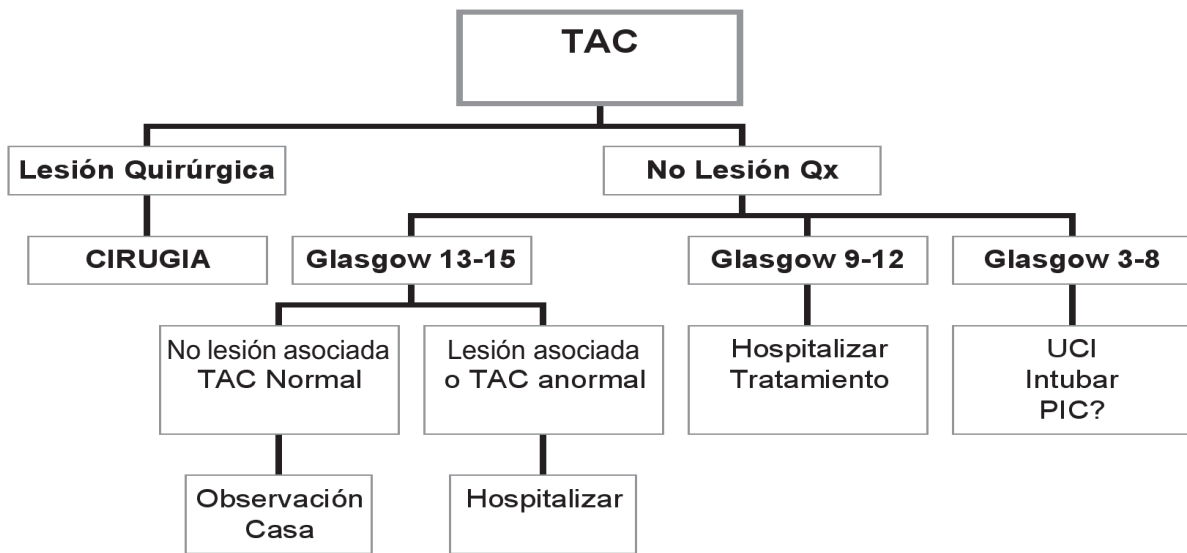 TAC
Lesión Quirúrgica
No Lesión Qx
CIRUGIA
Glasgow 13-15
Glasgow 9-12
Glasgow 3-8
No lesión asociada
TAC Normal
Lesión asociada
o TAC anormal
Hospitalizar
Tratamiento
UCI
Intubar
PIC?
Observación
Casa
Hospitalizar